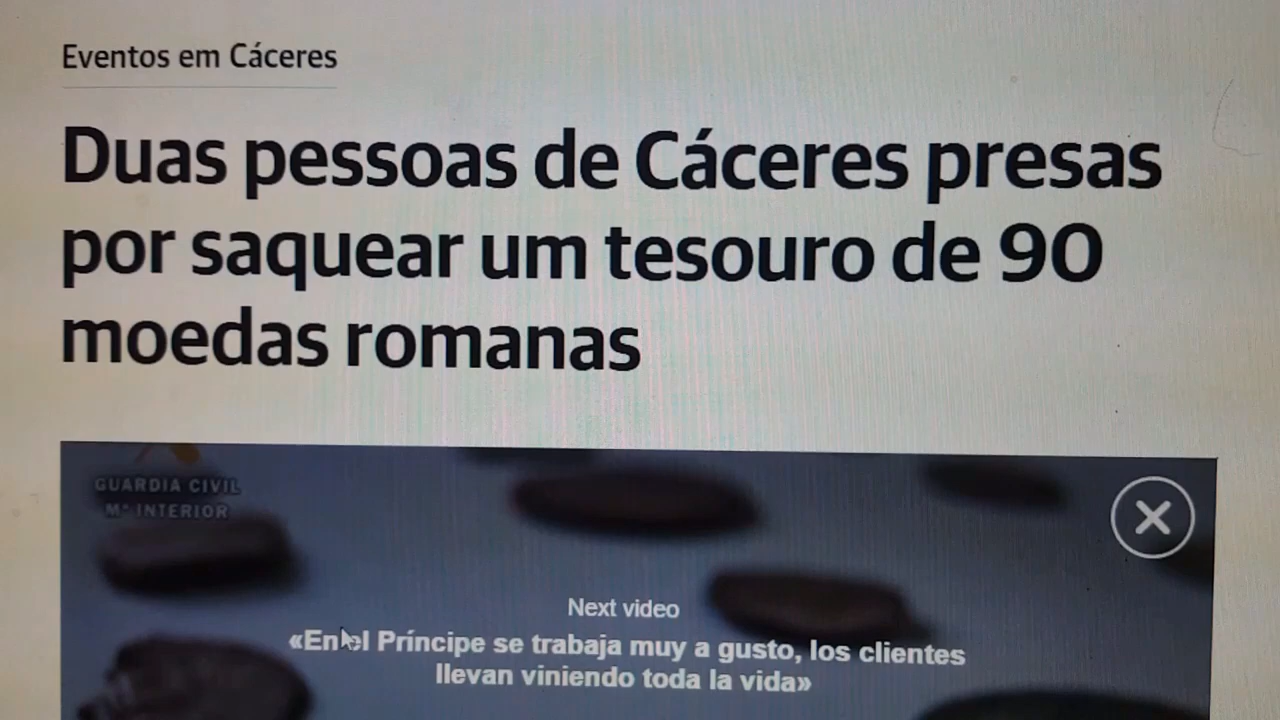 Eventos em Cáceres
Duas pessoas de Cáceres presas
por saquear um tesouro de 90
moedas romanas
GUARDIA CIVIL
Mº INTERIOR
Next video
«En el Príncipe se trabaja muy a gusto, los clientes
llevan viniendo toda la vida»